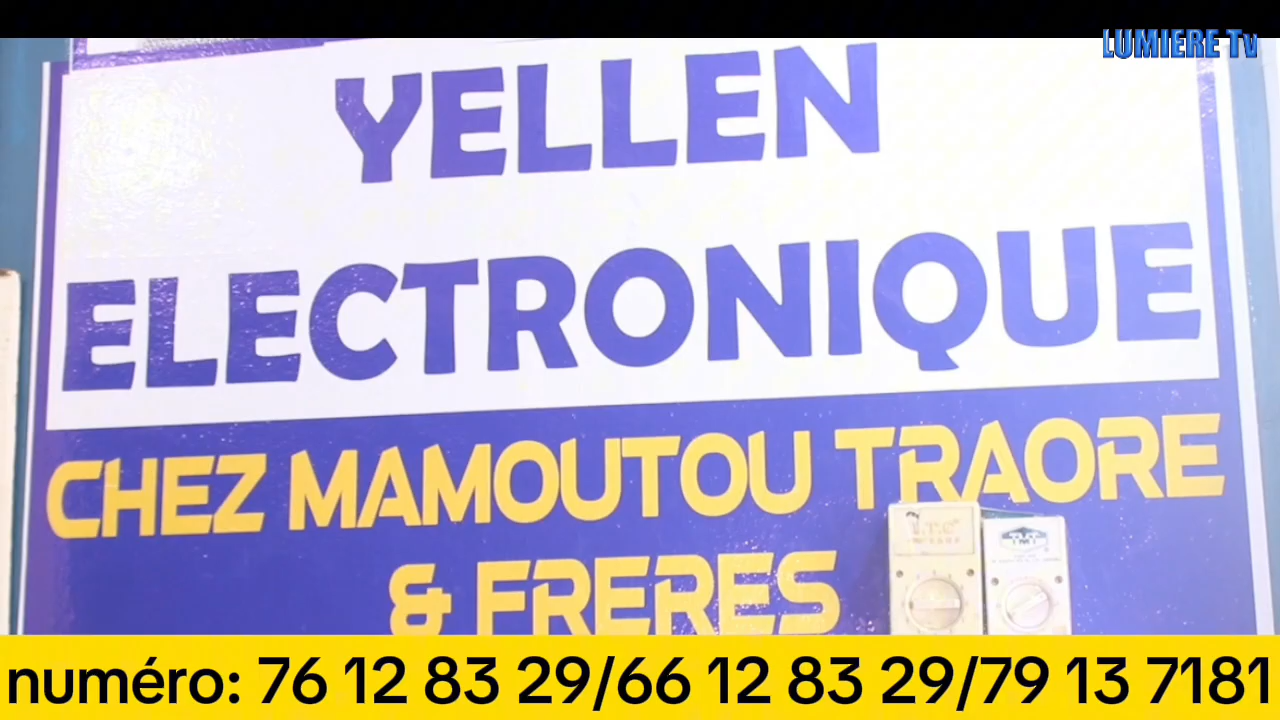 LUMIERE Tv
YELLEN
ELECTRONIQUE
CHEZ MAMOUTOU TRAORE
& FRERES
TMT
numéro: 76 12 83 29/66 12 83 29/79 13 7181